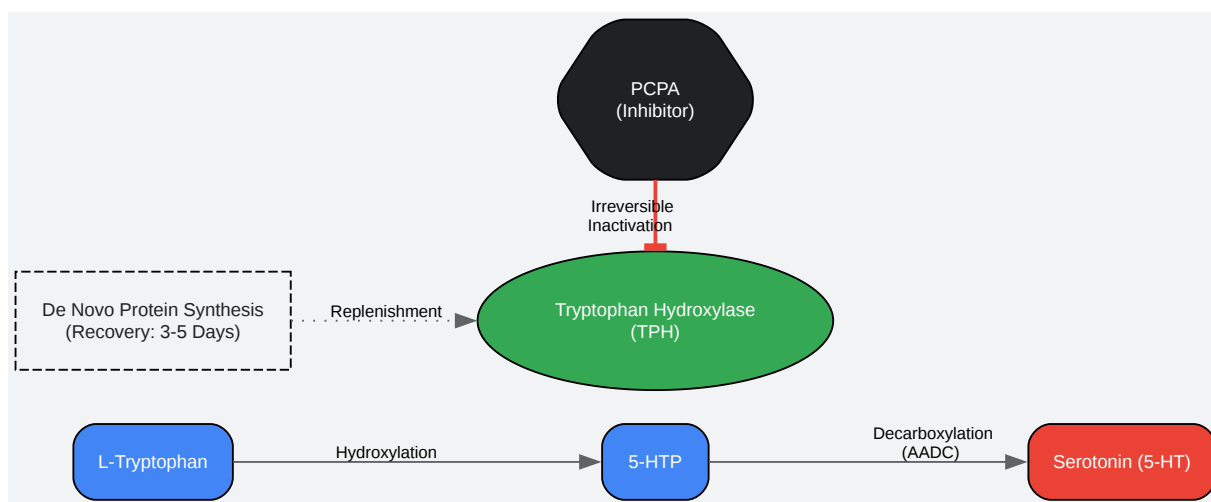 PCPA
(Inhibitor)
Irreversible
Inactivation
De Novo Protein Synthesis
(Recovery: 3-5 Days)
Replenishment
Tryptophan Hydroxylase
(TPH)
L-Tryptophan
Hydroxylation
5-HTP
Decarboxylation
(AADC)
Serotonin (5-HT)